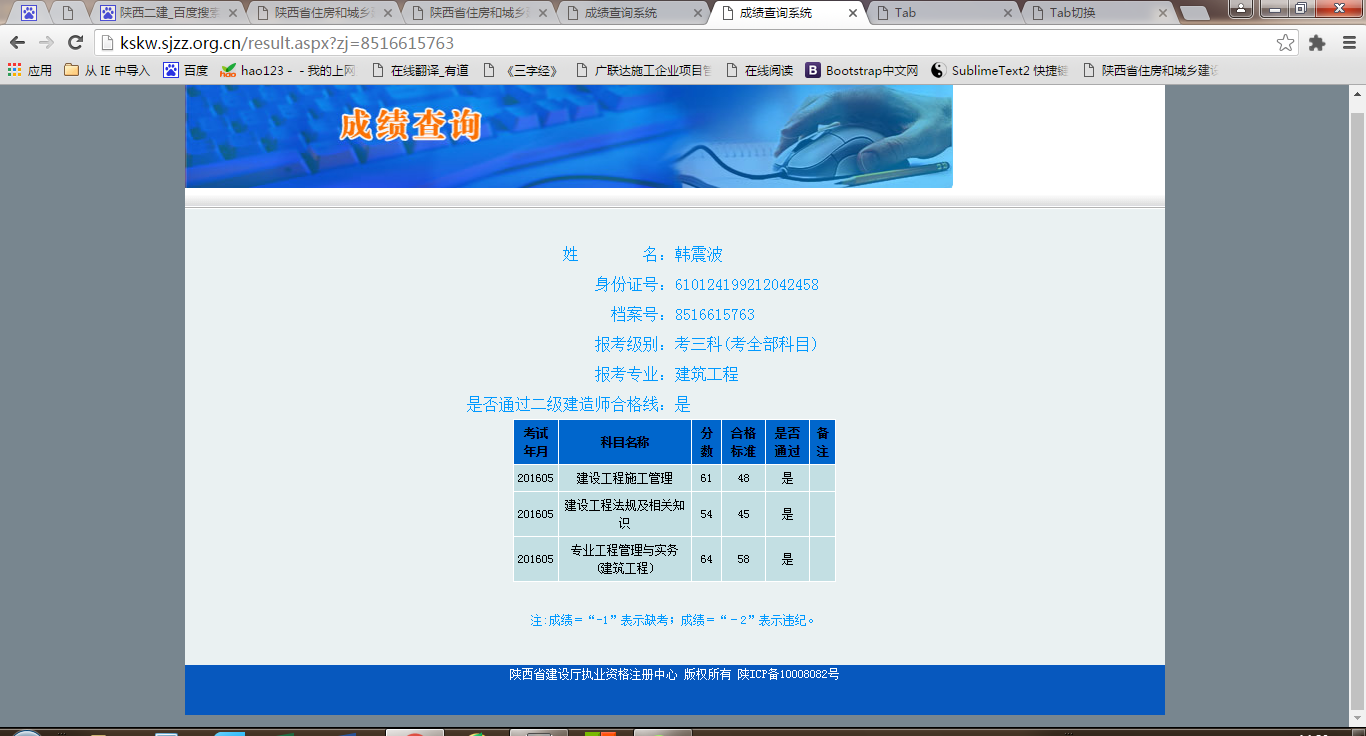 陕西二建_百度搜索
陕西省住房和城乡
陕西省住房和城乡
成绩查询系统
成绩查询系统
Tab
Tab切换
kskw.sjzz.org.cn/result.aspx?zj=8516615763
应用
从 IE 中导入
百度
hao123 - - 我的上网
在线翻译_有道
《三字经》
广联达施工企业项目
在线阅读
Bootstrap中文网
SublimeText2 快捷键
陕西省住房和城乡建设
成绩查询
姓 名：韩震波
身份证号：610124199212042458
档案号：8516615763
报考级别：考三科(考全部科目)
报考专业：建筑工程
是否通过二级建造师合格线：是
考试年月 科目名称 分数 合格标准 是否通过 备注
201605 建设工程施工管理 61 48 是
201605 建设工程法规及相关知识 54 45 是
201605 专业工程管理与实务(建筑工程) 64 58 是
注:成绩＝“-1”表示缺考；成绩＝“－2”表示违纪。
陕西省建设厅执业资格注册中心 版权所有 陕ICP备10008082号